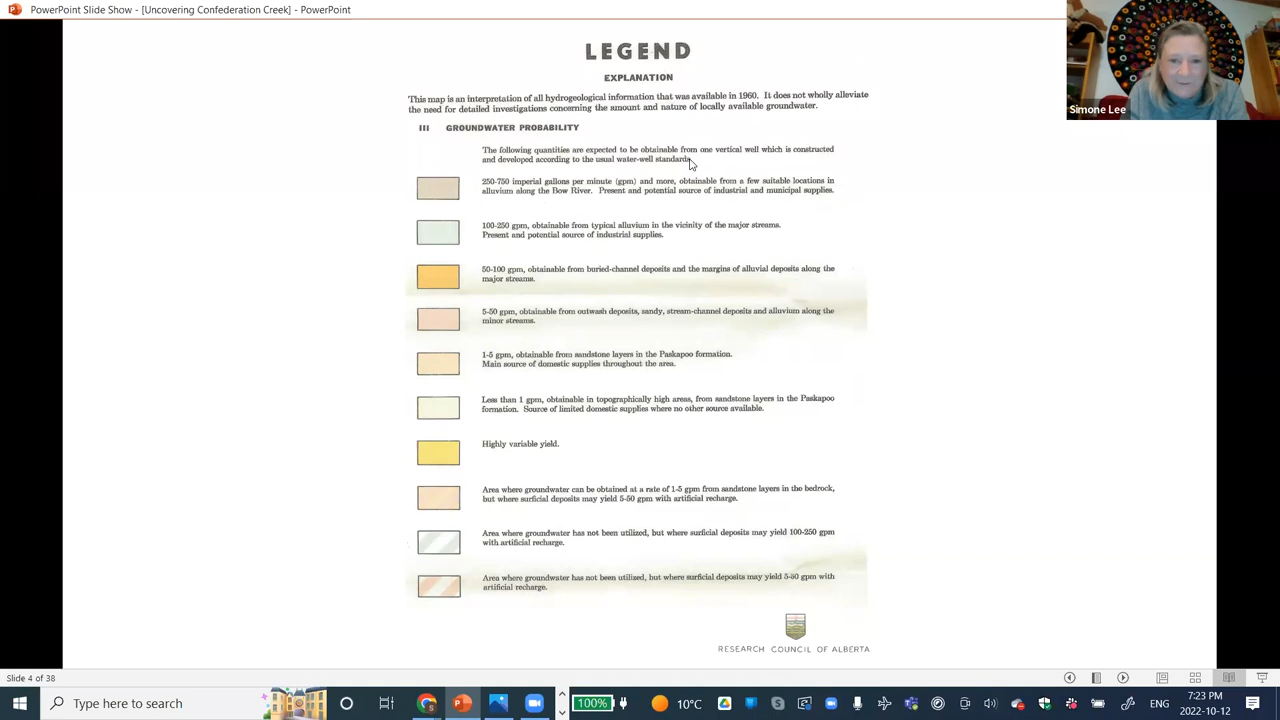 PowerPoint Slide Show - [Uncovering Confederation Creek] - PowerPoint
LEGEND
EXPLANATION
This map is an interpretation of all hydrogeological information that was available in 1960. It does not wholly alleviate
the need for detailed investigations concerning the amount and nature of locally available groundwater.
III GROUNDWATER PROBABILITY
The following quantities are expected to be obtainable from one vertical well which is constructed
and developed according to the usual water-well standards.
250-750 imperial gallons per minute (gpm) and more, obtainable from a few suitable locations in
alluvium along the Bow River. Present and potential source of industrial and municipal supplies.
100-250 gpm, obtainable from typical alluvium in the vicinity of the major streams.
Present and potential source of industrial supplies.
50-100 gpm, obtainable from buried-channel deposits and the margins of alluvial deposits along the
major streams.
5-50 gpm, obtainable from outwash deposits, sandy, stream-channel deposits and alluvium along the
minor streams.
1-5 gpm, obtainable from sandstone layers in the Paskapoo formation.
Main source of domestic supplies throughout the area.
Less than 1 gpm, obtainable in topographically high areas, from sandstone layers in the Paskapoo
formation. Source of limited domestic supplies where no other source available.
Highly variable yield.
Area where groundwater can be obtained at a rate of 1-5 gpm from sandstone layers in the bedrock,
but where surficial deposits may yield 5-50 gpm with artificial recharge.
Area where groundwater has not been utilized, but where surficial deposits may yield 100-250 gpm
with artificial recharge.
Area where groundwater has not been utilized, but where surficial deposits may yield 5-50 gpm with
artificial recharge.
RESEARCH COUNCIL OF ALBERTA
Simone Lee
Slide 4 of 38
Type here to search
100%
10°C
ENG
7:23 PM
2022-10-12